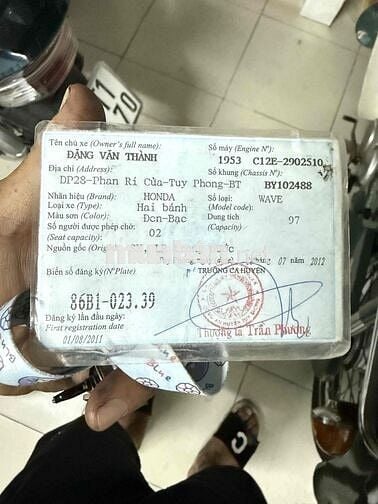 Tên chủ xe (Owner's full name): Số máy (Engine Nº):
ĐẶNG VĂN THÀNH 1953 C12E-2902510
Địa chỉ (Address): Số khung (Chassis Nº):
DP28-Phan Rí Cửa-Tuy Phong-BT BY102488
Nhãn hiệu (Brand): HONDA Số loại: WAVE
Loại xe (Type): Hai bánh (Model code):
Màu sơn (Color): Đen-Bạc Dung tích 97
Số người được phép chở: 02 (Capacity)
(Seat capacity)
Nguồn gốc (Orig
07 2012
Biển số đăng ký (Nº Plate) TRƯỞNG CA HUYỆN
86B1-023.39
Đăng ký lần đầu ngày:
First registration date
01/08/2011
Thượng tá Trần Phương